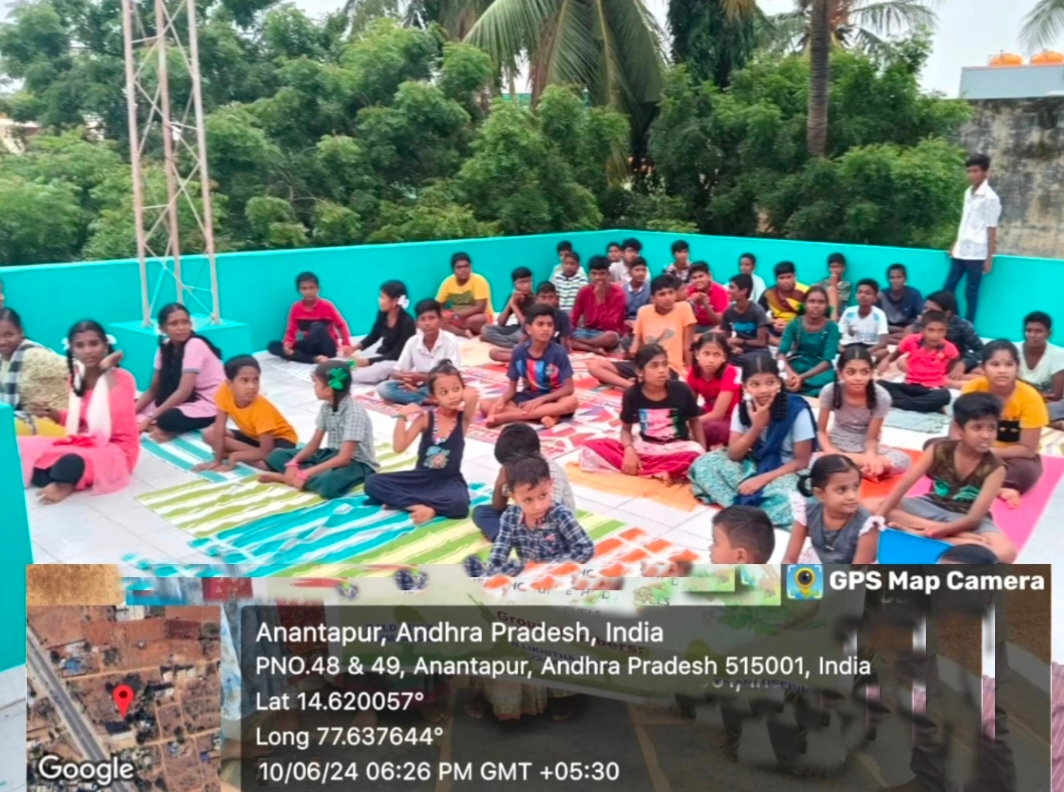 GPS Map Camera
Anantapur, Andhra Pradesh, India
PNO.48 & 49, Anantapur, Andhra Pradesh 515001, India
Lat 14.620057°
Long 77.637644°
10/06/24 06:26 PM GMT +05:30
Google